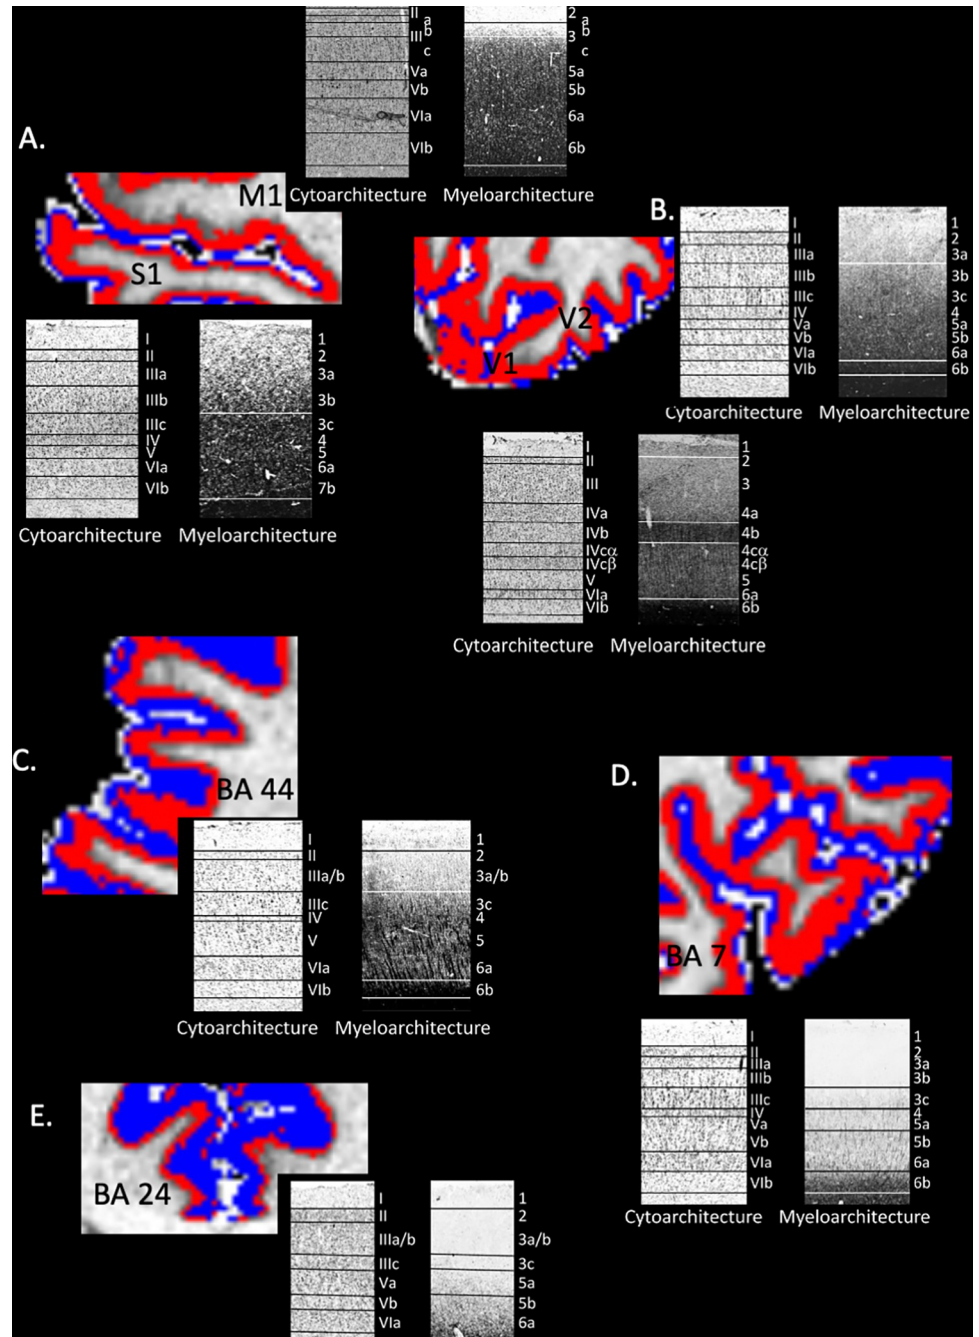 II
a
b
III
c
Va
Vb
VIa
VIb
Cytoarchitecture
2
a
b
3
c
5a
5b
6a
6b
Myeloarchitecture
A.
M1
S1
I
II
IIIa
IIIb
IIIc
IV
V
VIa
VIb
Cytoarchitecture
1
2
3a
3b
3c
4
5
6a
7b
Myeloarchitecture
B.
V2
V1
I
II
IIIa
IIIb
IIIc
IV
Va
Vb
VIa
VIb
Cytoarchitecture
1
2
3a
3b
3c
4
5a
5b
6a
6b
Myeloarchitecture
I
II
III
IVa
IVb
IVcα
IVcβ
V
VIa
VIb
Cytoarchitecture
1
2
3
4a
4b
4cα
4cβ
5
6a
6b
Myeloarchitecture
C.
BA 44
I
II
IIIa/b
IIIc
IV
V
VIa
VIb
Cytoarchitecture
1
2
3a/b
3c
4
5
6a
6b
Myeloarchitecture
D.
BA 7
I
II
IIIa
IIIb
IIIc
IV
Va
Vb
VIa
VIb
Cytoarchitecture
1
2
3a
3b
3c
4
5a
5b
6a
6b
Myeloarchitecture
E.
BA 24
I
II
IIIa/b
IIIc
Va
Vb
VIa
1
2
3a/b
3c
5a
5b
6a